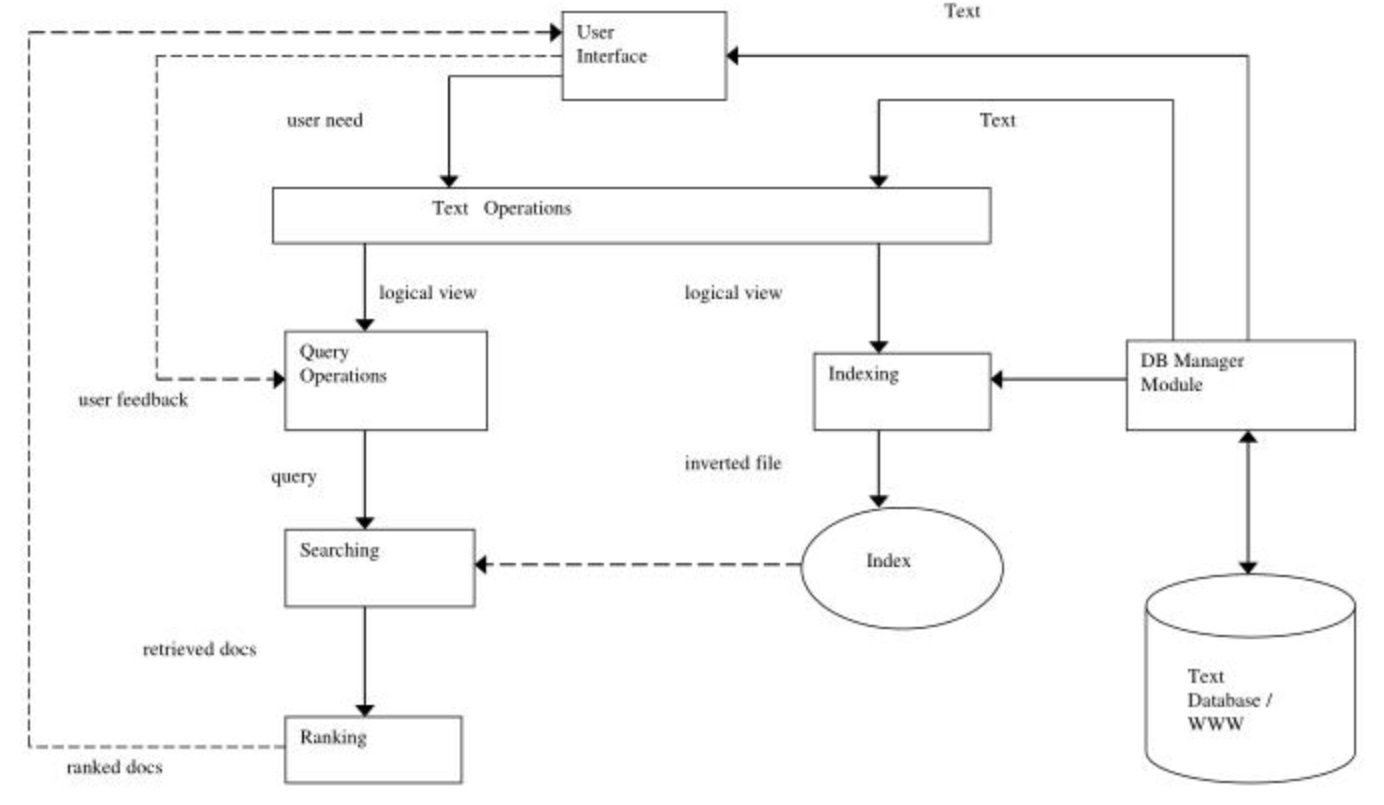 Text
User
Interface
user need
Text
Text Operations
logical view
logical view
Query
Operations
Indexing
DB Manager
Module
user feedback
inverted file
query
Searching
Index
retrieved docs
Text
Database /
WWW
Ranking
ranked docs